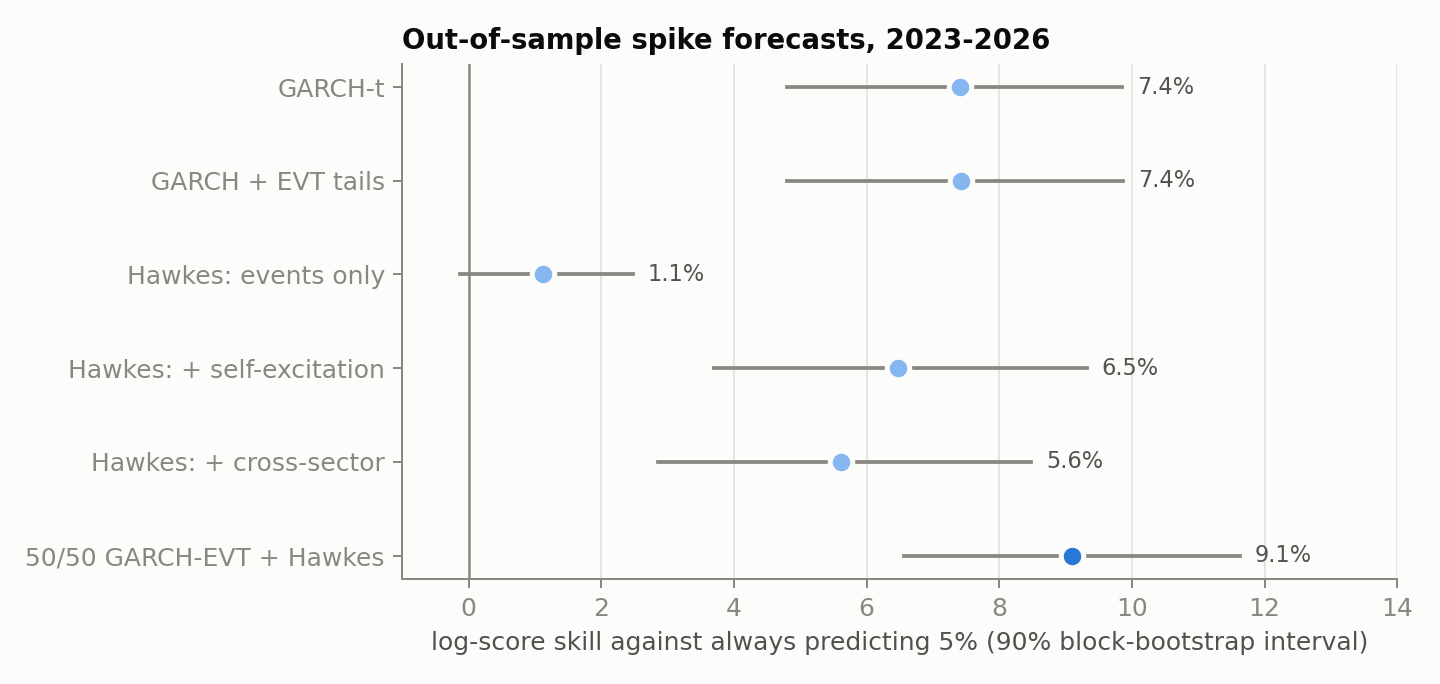 Out-of-sample spike forecasts, 2023-2026
GARCH-t
7.4%
GARCH + EVT tails
7.4%
Hawkes: events only
1.1%
Hawkes: + self-excitation
6.5%
Hawkes: + cross-sector
5.6%
50/50 GARCH-EVT + Hawkes
9.1%
0 2 4 6 8 10 12 14
log-score skill against always predicting 5% (90% block-bootstrap interval)